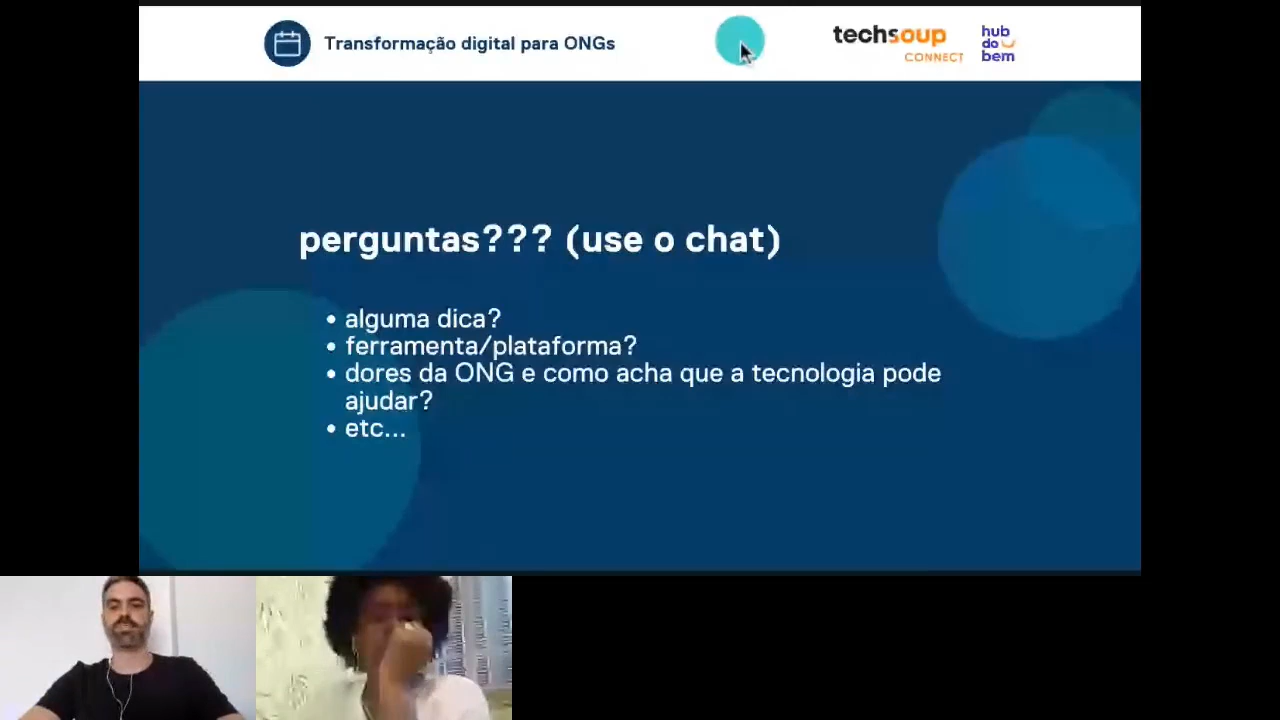 Transformação digital para ONGs
techsoup
CONNECT
hub
do
bem
perguntas??? (use o chat)
• alguma dica?
• ferramenta/plataforma?
• dores da ONG e como acha que a tecnologia pode
ajudar?
• etc...